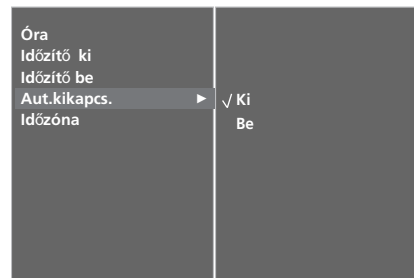 Óra
Időzítő ki
Időzítő be
Aut.kikapcs. ►
Időzóna
√ Ki
Be